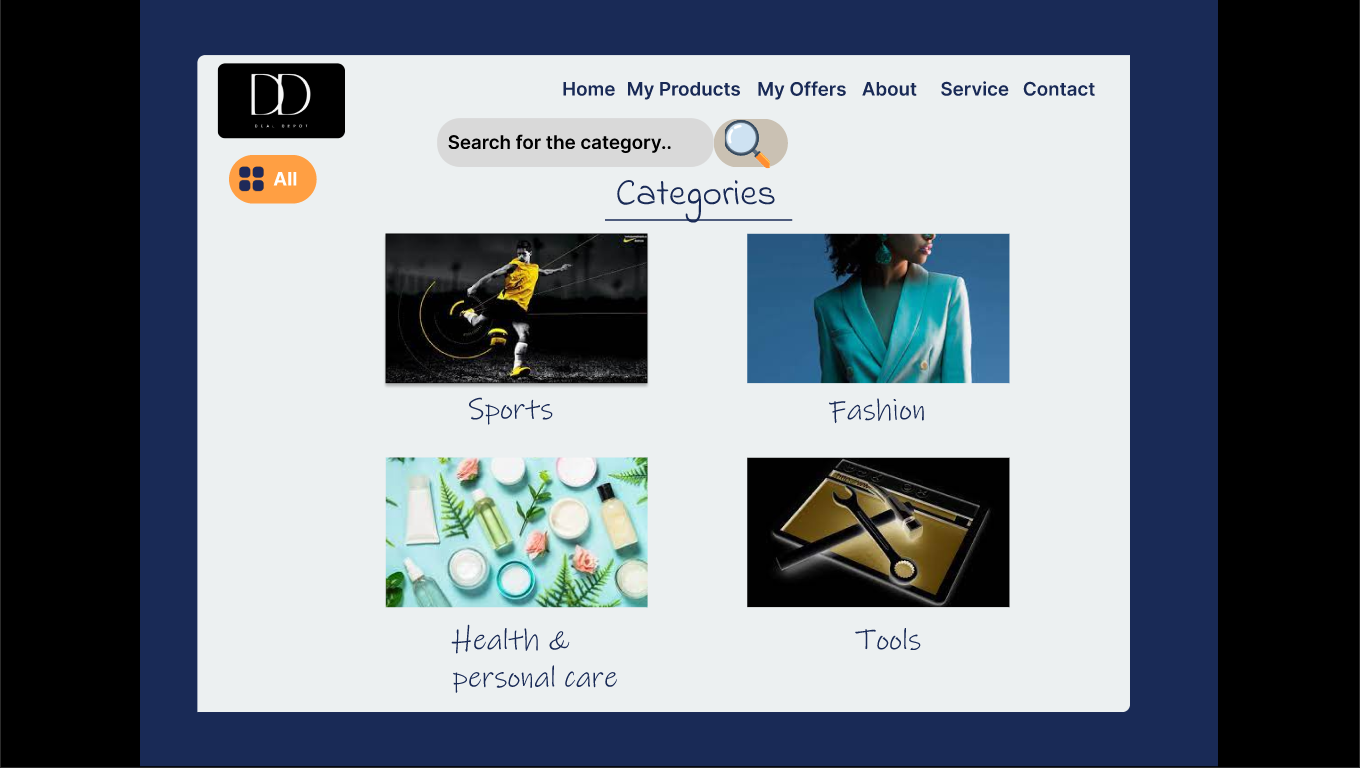 DD
DEAL DEPOT
Home My Products My Offers About Service Contact
Search for the category..
All
Categories
Sports
Fashion
Health &
personal care
Tools